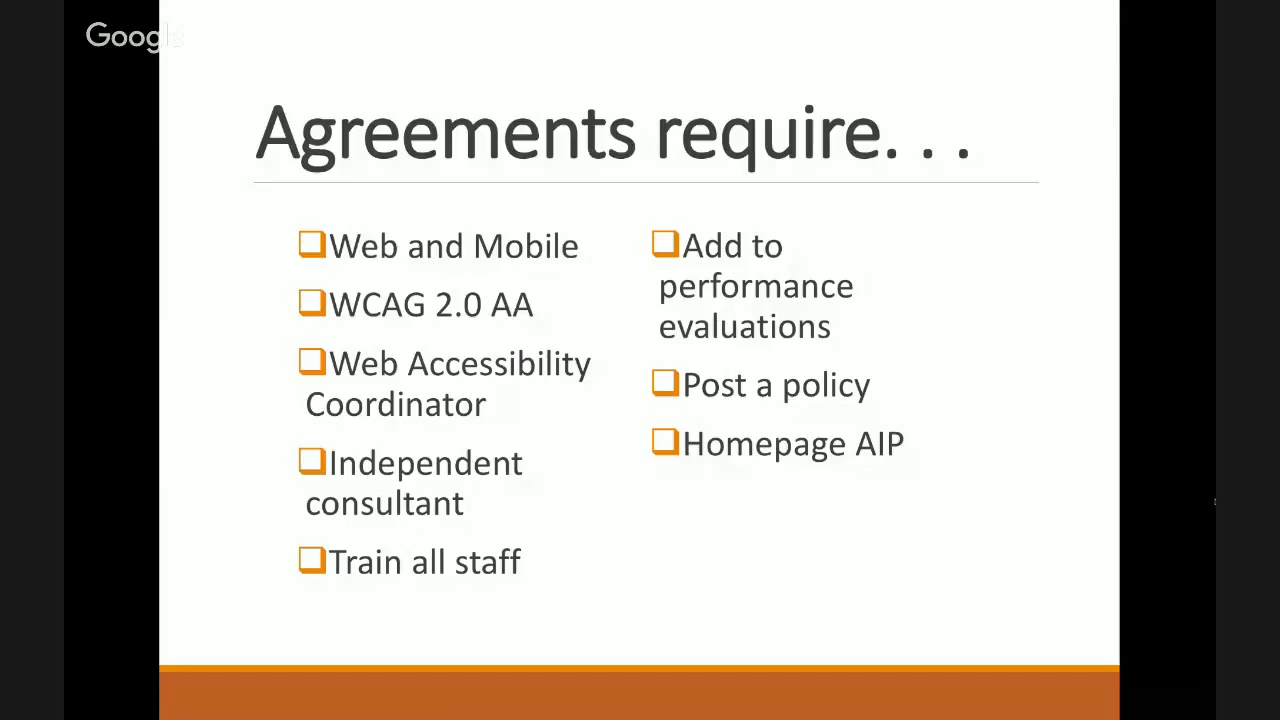 Google
Agreements require. . .
❑Web and Mobile
❑WCAG 2.0 AA
❑Web Accessibility
Coordinator
❑Independent
consultant
❑Train all staff
❑Add to
performance
evaluations
❑Post a policy
❑Homepage AIP